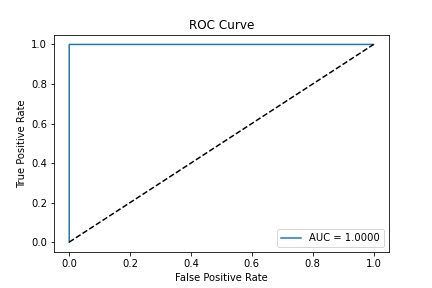 ROC Curve
1.0
0.8
0.6
0.4
0.2
0.0
True Positive Rate
AUC = 1.0000
0.0 0.2 0.4 0.6 0.8 1.0
False Positive Rate